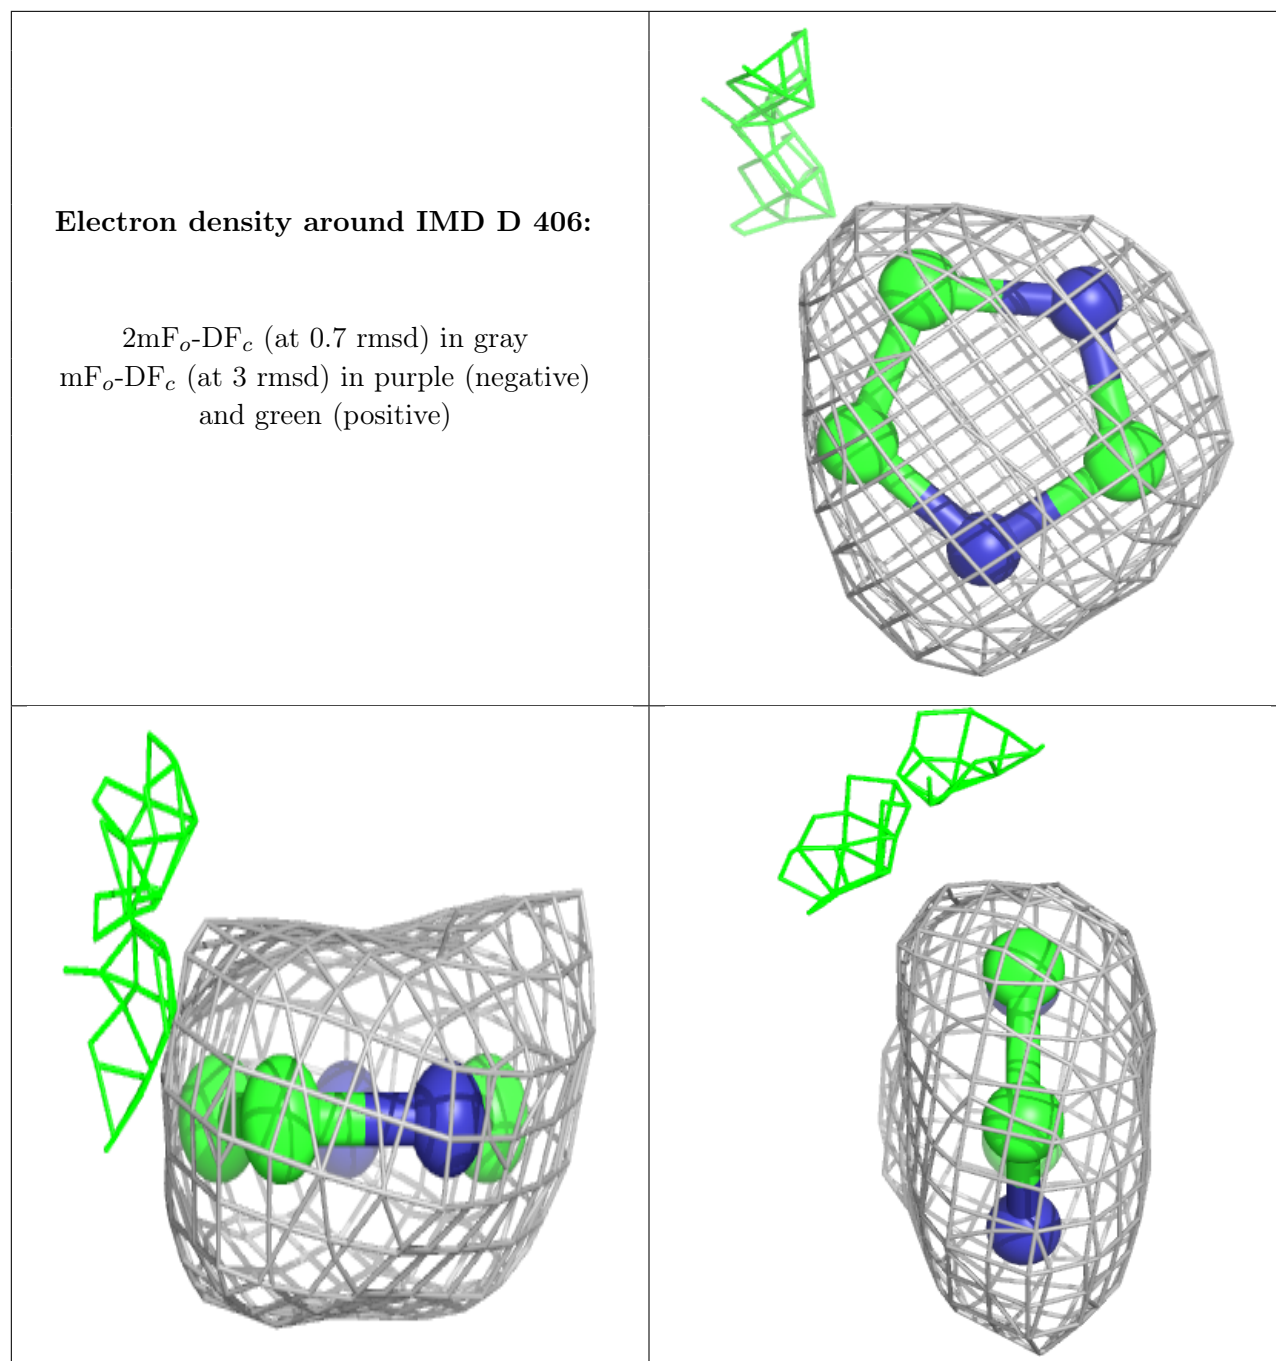 Electron density around IMD D 406:
2mFo-DFc (at 0.7 rmsd) in gray
mFo-DFc (at 3 rmsd) in purple (negative)
and green (positive)